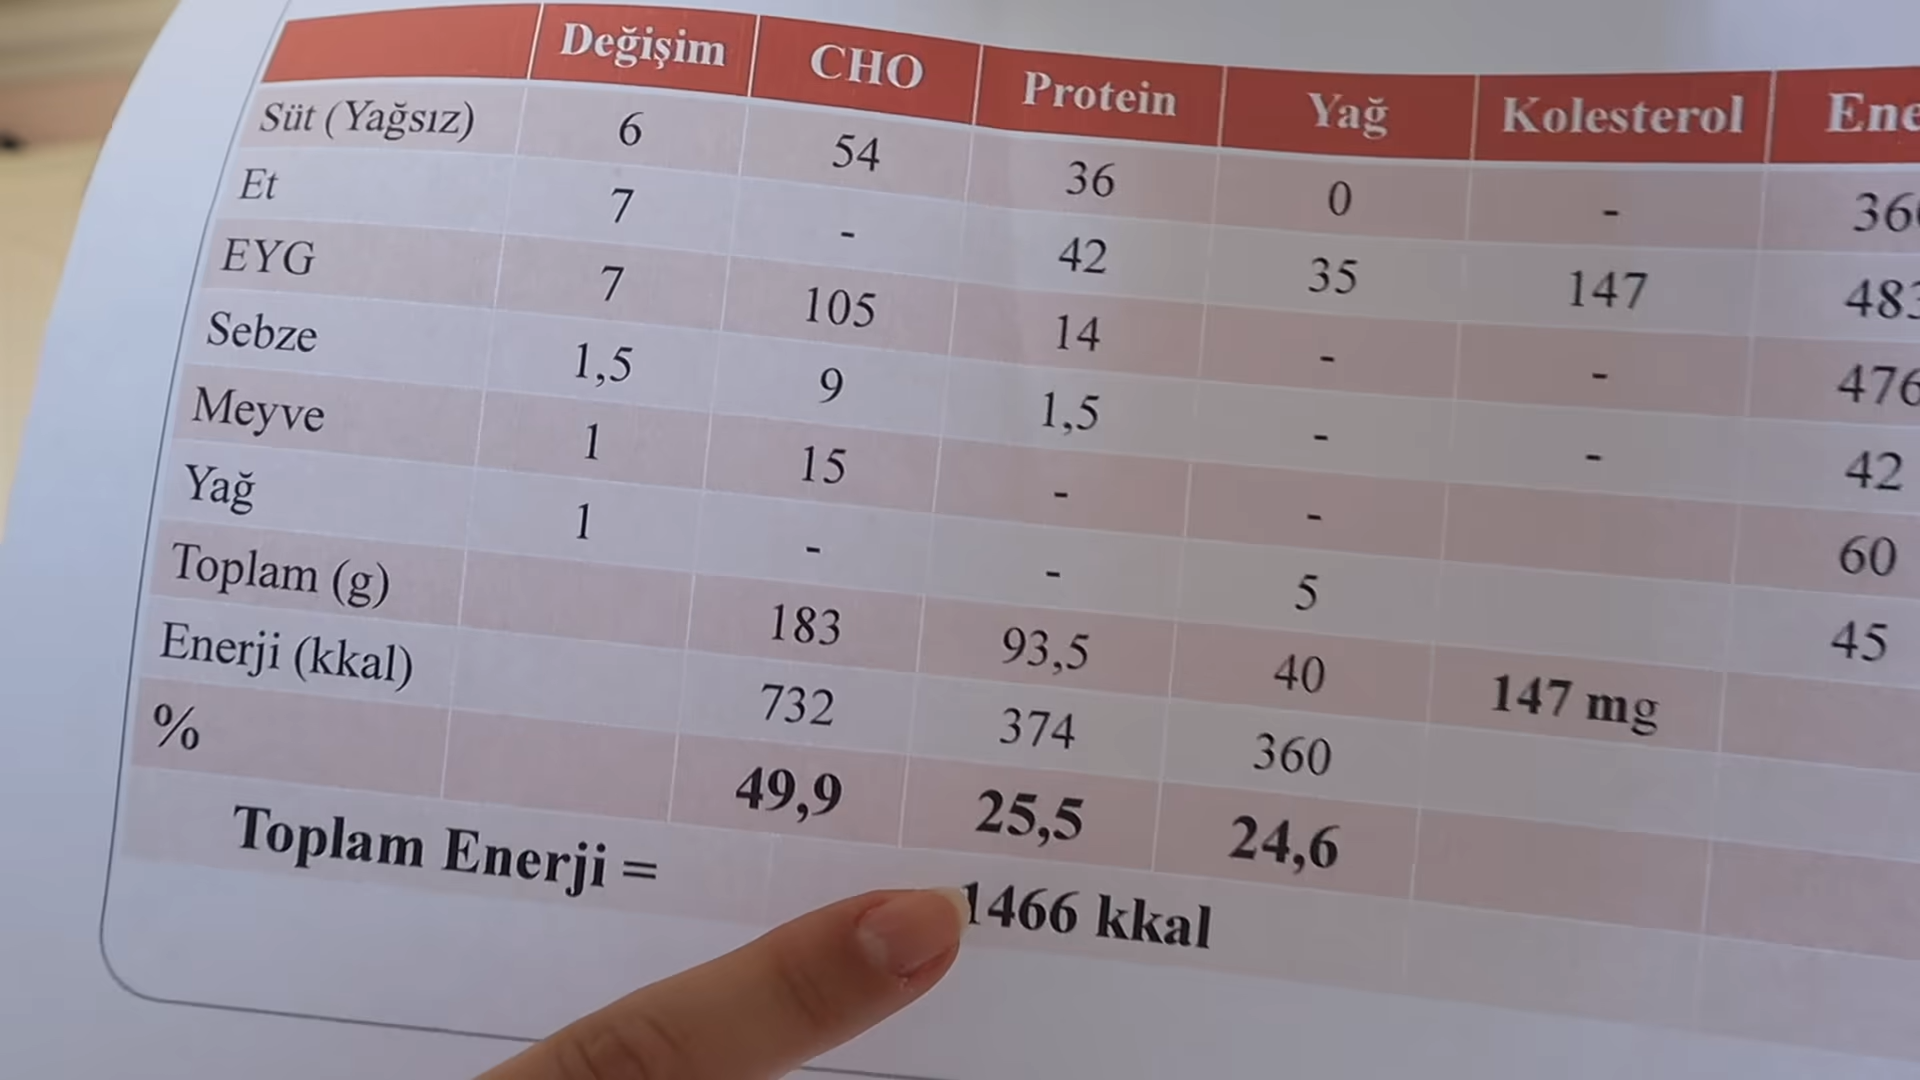 Değişim CHO Protein Yağ Kolesterol
Süt (Yağsız) 6 54 36 0 -
Et 7 - 42 35 147
EYG 7 105 14 - - 476
Sebze 1,5 9 1,5 - - 42
Meyve 1 15 - - 60
Yağ 1 - - 5 45
Toplam (g) 183 93,5 40 147 mg
Enerji (kkal) 732 374 360
% 49,9 25,5 24,6
Toplam Enerji = 1466 kkal